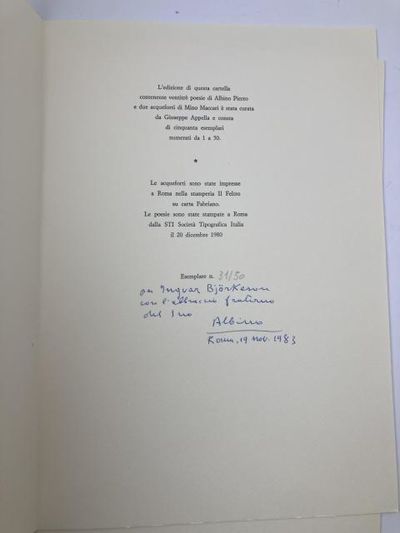 L'edizione di questa cartella
contenente ventitrè poesie di Albino Pierro
e due acqueforti di Mino Maccari è stata curata
da Giuseppe Appella e consta
di cinquanta esemplari
numerati da 1 a 50.
*
Le acqueforti sono state impresse
a Roma nella stamperia Il Feltro
su carta Fabriano.
Le poesie sono state stampate a Roma
dalla STI Società Tipografica Italia
il 20 dicembre 1980
Esemplare n. 31/50
per Ingvar Björkeson
con l'abbraccio fraterno
del suo
Albino
Roma, 19 nov. 1983